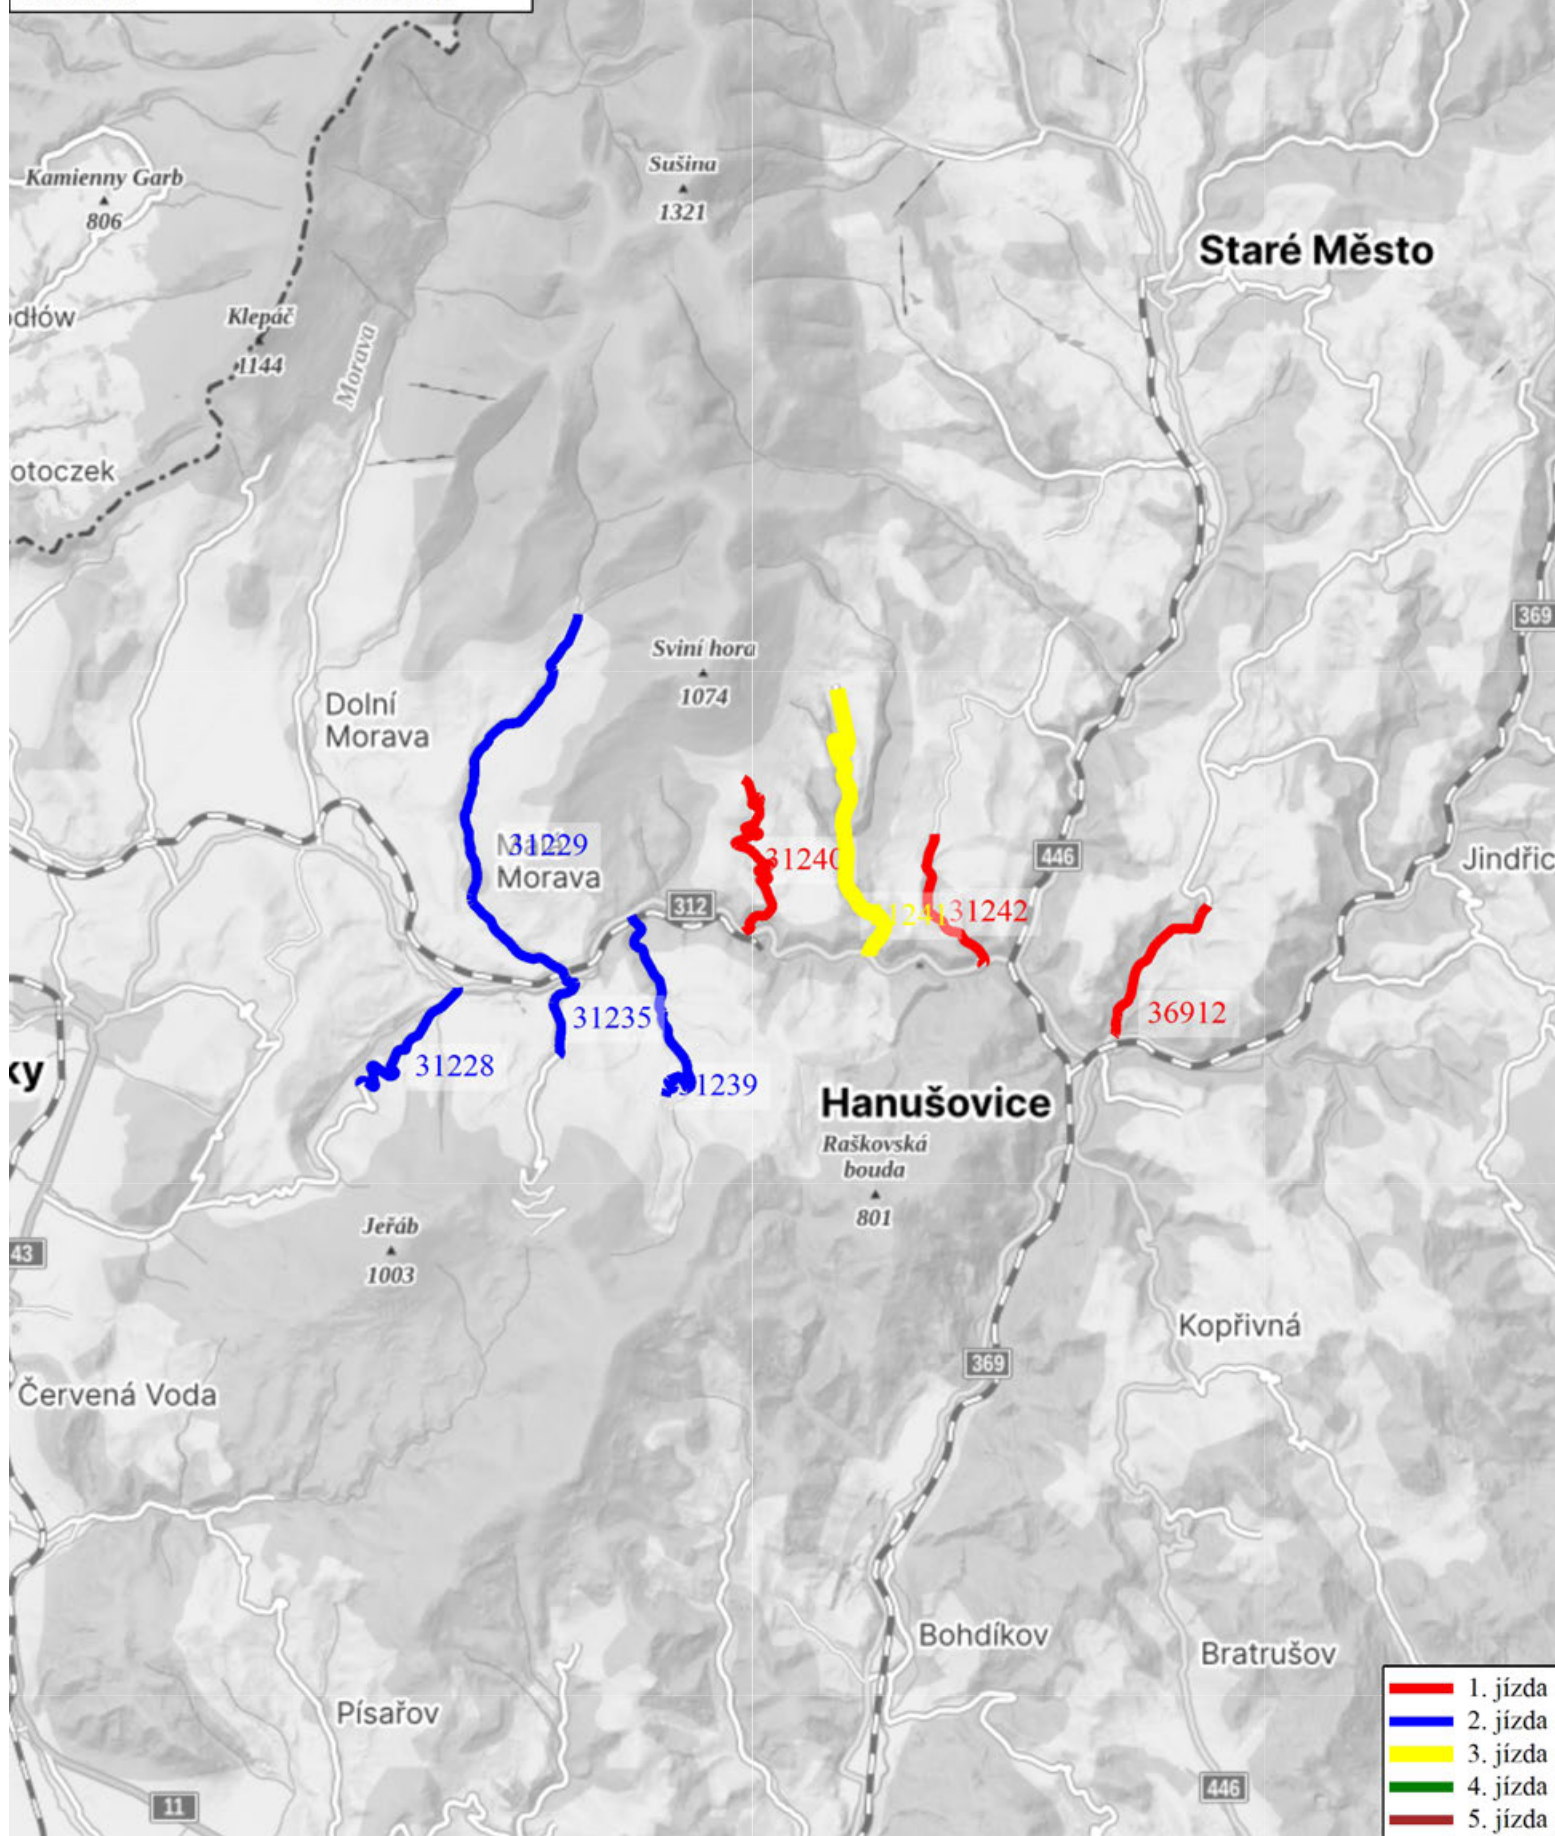 Sušina
1321
Kamienny Garb
806
Staré Město
dłów
Klepáč
1144
Morava
otoczek
369
Sviní hora
1074
Dolní
Morava
31229
Morava
31240
446
Jindřic
312
31242
31235
36912
31228
31239
ky
Hanušovice
Raškovská
bouda
801
Jeřáb
1003
43
Kopřivná
369
Červená Voda
Bohdíkov
Bratrušov
Písařov
11
446
1. jízda
2. jízda
3. jízda
4. jízda
5. jízda